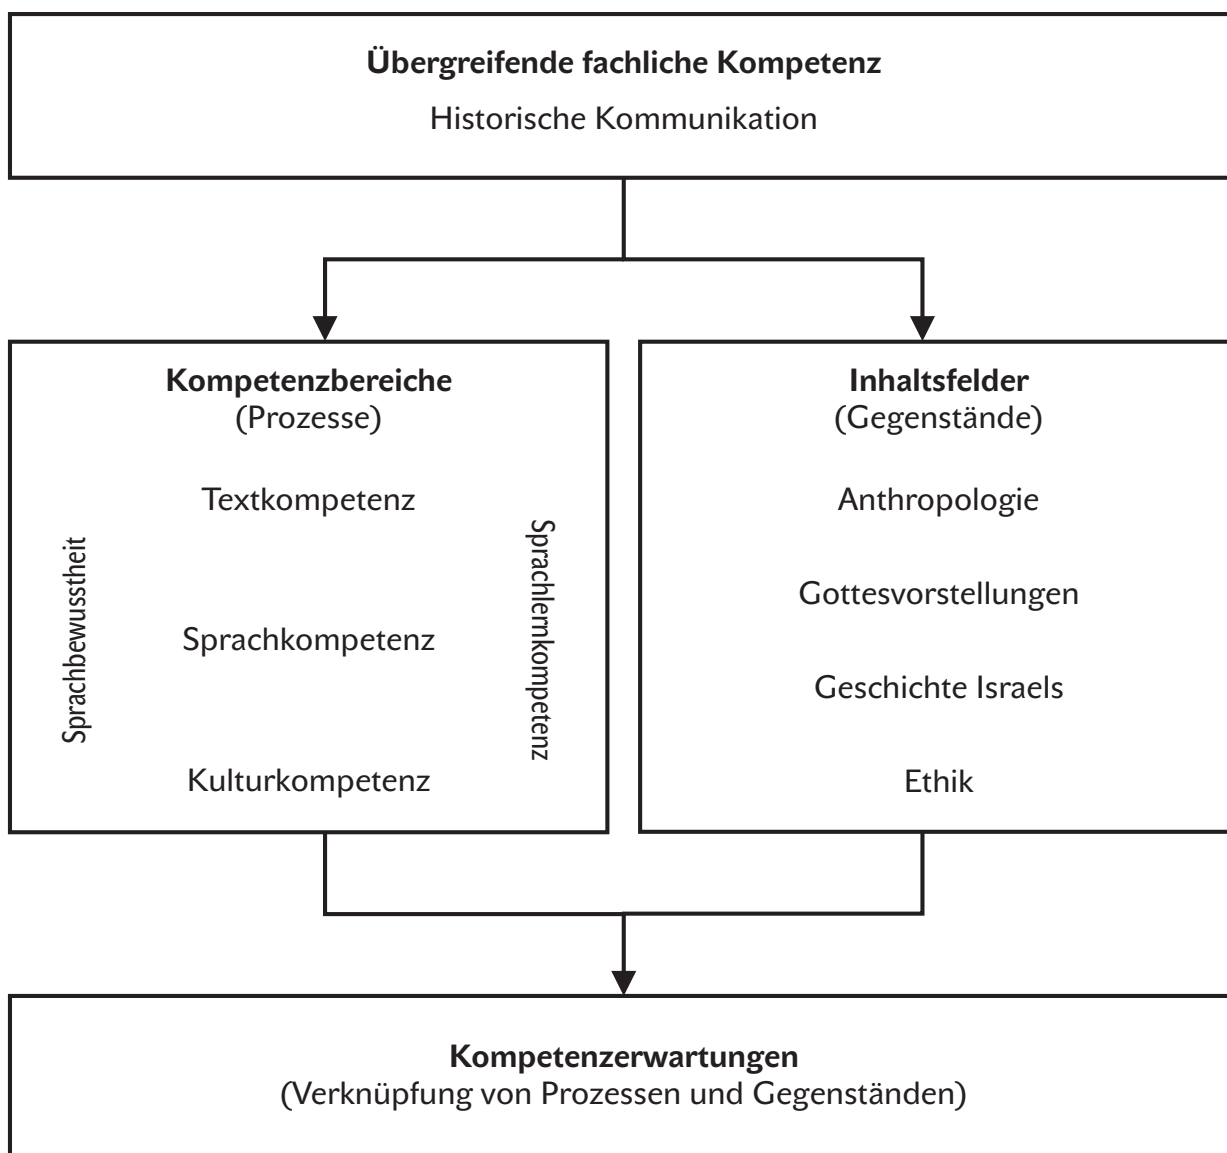 Übergreifende fachliche Kompetenz
Historische Kommunikation
Kompetenzbereiche
(Prozesse)
Textkompetenz
Sprachbewusstheit
Sprachkompetenz
Sprachlernkompetenz
Kulturkompetenz
Inhaltsfelder
(Gegenstände)
Anthropologie
Gottesvorstellungen
Geschichte Israels
Ethik
Kompetenzerwartungen
(Verknüpfung von Prozessen und Gegenständen)